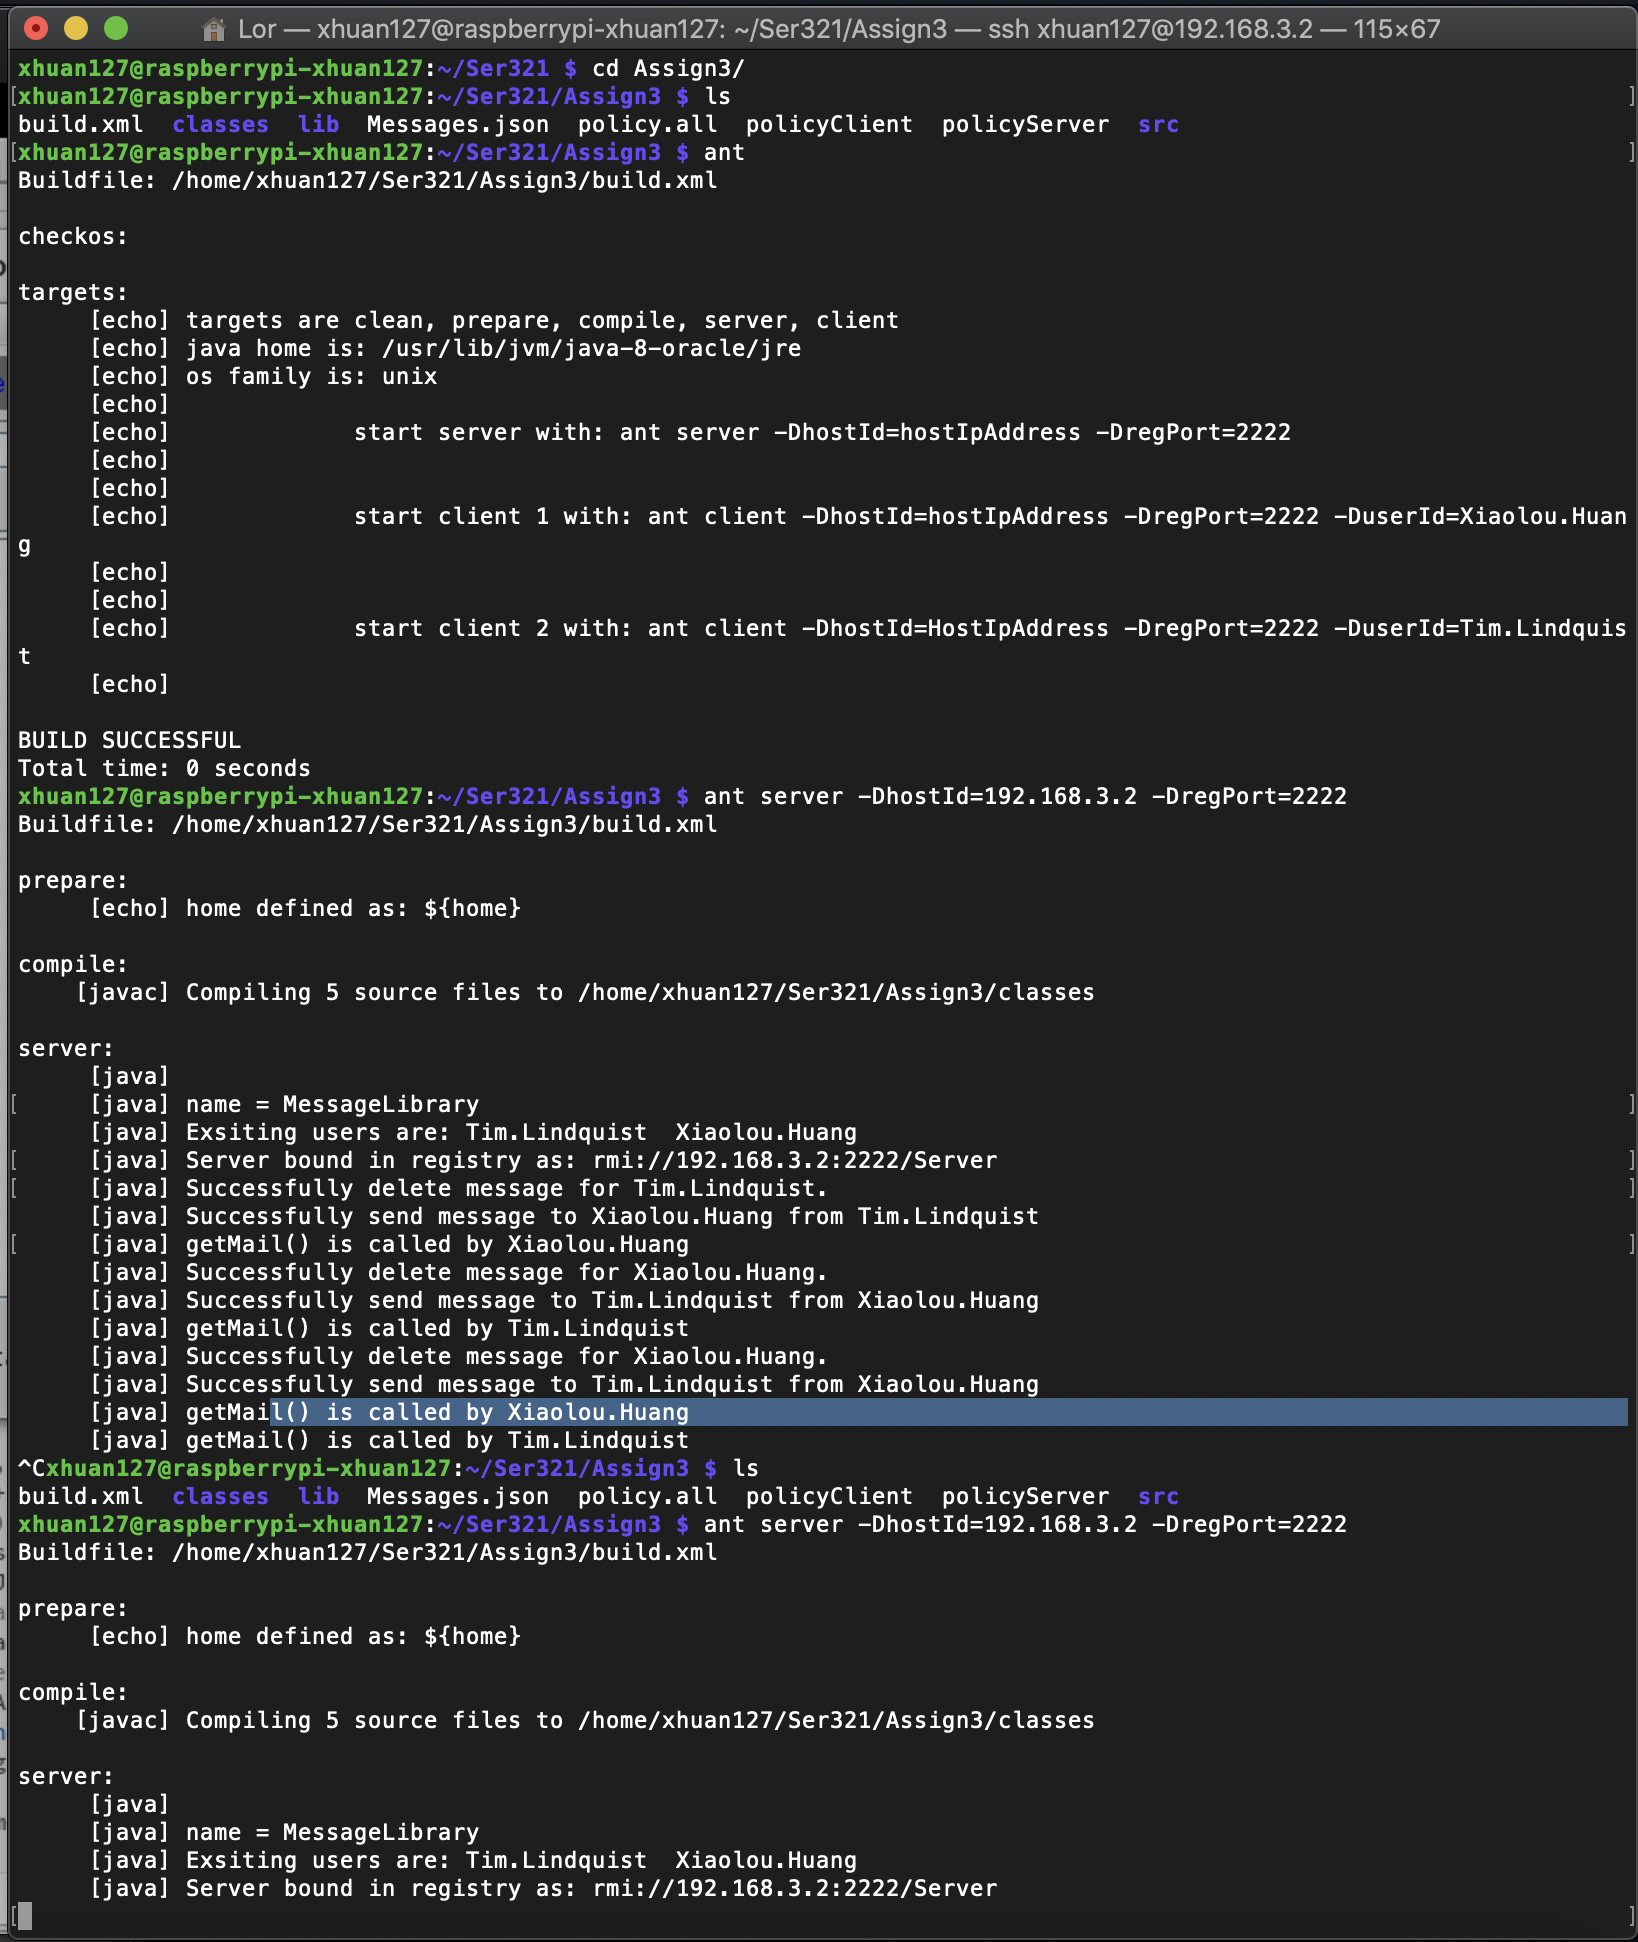 Lor — xhuan127@raspberrypi-xhuan127: ~/Ser321/Assign3 — ssh xhuan127@192.168.3.2 — 115×67
xhuan127@raspberrypi-xhuan127:~/Ser321 $ cd Assign3/
[xhuan127@raspberrypi-xhuan127:~/Ser321/Assign3 $ ls ]
build.xml classes lib Messages.json policy.all policyClient policyServer src
[xhuan127@raspberrypi-xhuan127:~/Ser321/Assign3 $ ant ]
Buildfile: /home/xhuan127/Ser321/Assign3/build.xml
checkos:
targets:
[echo] targets are clean, prepare, compile, server, client
[echo] java home is: /usr/lib/jvm/java-8-oracle/jre
[echo] os family is: unix
[echo]
[echo] start server with: ant server -DhostId=hostIpAddress -DregPort=2222
[echo]
[echo]
[echo] start client 1 with: ant client -DhostId=hostIpAddress -DregPort=2222 -DuserId=Xiaolou.Huan
g
[echo]
[echo]
[echo] start client 2 with: ant client -DhostId=HostIpAddress -DregPort=2222 -DuserId=Tim.Lindquis
t
[echo]
BUILD SUCCESSFUL
Total time: 0 seconds
xhuan127@raspberrypi-xhuan127:~/Ser321/Assign3 $ ant server -DhostId=192.168.3.2 -DregPort=2222
Buildfile: /home/xhuan127/Ser321/Assign3/build.xml
prepare:
[echo] home defined as: ${home}
compile:
[javac] Compiling 5 source files to /home/xhuan127/Ser321/Assign3/classes
server:
[java]
[ [java] name = MessageLibrary ]
[java] Exsiting users are: Tim.Lindquist Xiaolou.Huang
[ [java] Server bound in registry as: rmi://192.168.3.2:2222/Server ]
[ [java] Successfully delete message for Tim.Lindquist. ]
[java] Successfully send message to Xiaolou.Huang from Tim.Lindquist
[ [java] getMail() is called by Xiaolou.Huang ]
[java] Successfully delete message for Xiaolou.Huang.
[java] Successfully send message to Tim.Lindquist from Xiaolou.Huang
[java] getMail() is called by Tim.Lindquist
[java] Successfully delete message for Xiaolou.Huang.
[java] Successfully send message to Tim.Lindquist from Xiaolou.Huang
[java] getMail() is called by Xiaolou.Huang
[java] getMail() is called by Tim.Lindquist
^Cxhuan127@raspberrypi-xhuan127:~/Ser321/Assign3 $ ls
build.xml classes lib Messages.json policy.all policyClient policyServer src
xhuan127@raspberrypi-xhuan127:~/Ser321/Assign3 $ ant server -DhostId=192.168.3.2 -DregPort=2222
Buildfile: /home/xhuan127/Ser321/Assign3/build.xml
prepare:
[echo] home defined as: ${home}
compile:
[javac] Compiling 5 source files to /home/xhuan127/Ser321/Assign3/classes
server:
[java]
[java] name = MessageLibrary
[java] Exsiting users are: Tim.Lindquist Xiaolou.Huang
[java] Server bound in registry as: rmi://192.168.3.2:2222/Server
[ ]